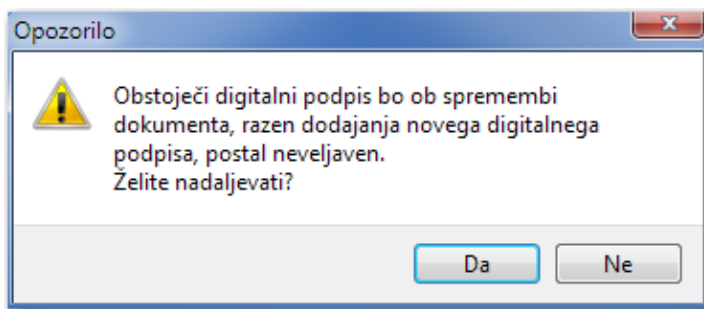 Opozorilo
Obstoječi digitalni podpis bo ob spremembi
dokumenta, razen dodajanja novega digitalnega
podpisa, postal neveljaven.
Želite nadaljevati?
Da
Ne